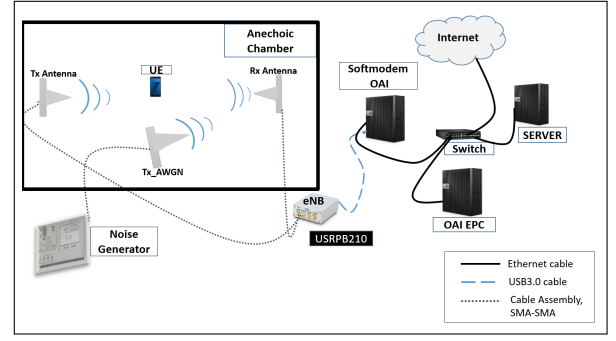 Anechoic
Chamber
Internet
Tx Antenna
UE
Rx Antenna
Softmodem
OAI
Tx_AWGN
SERVER
Switch
eNB
OAI EPC
Noise
Generator
USRPB210
Ethernet cable
USB3.0 cable
Cable Assembly,
SMA-SMA